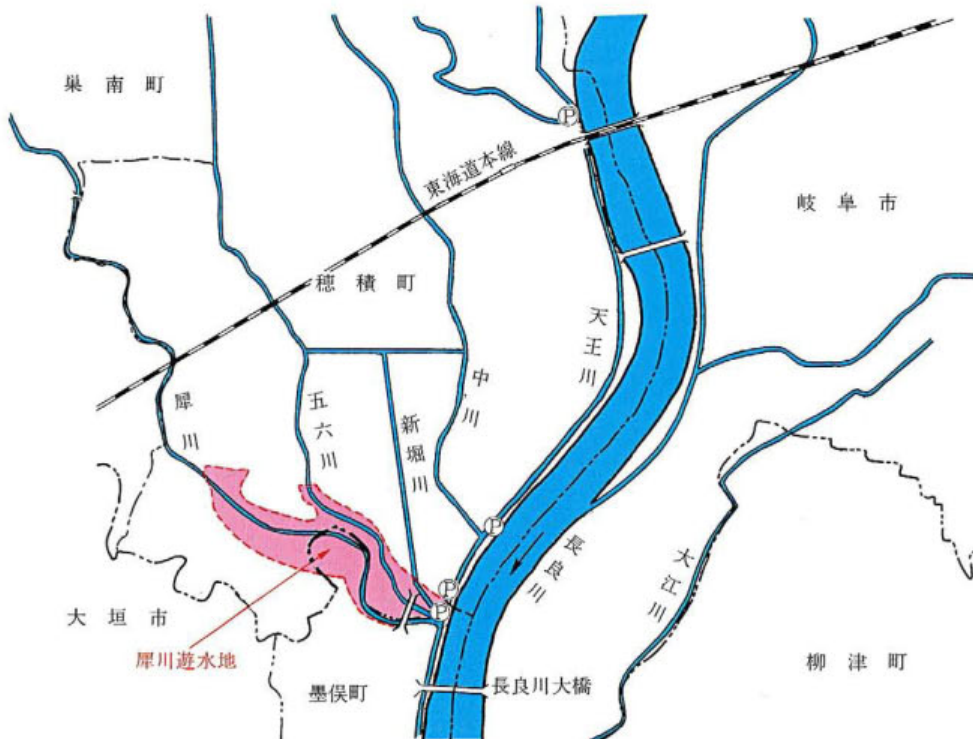 巣南町
Ⓟ
東海道本線
岐阜市
穂積町
天王川
中川
犀川
五六川
新堀川
Ⓟ
長良川
大江川
Ⓟ
Ⓟ
大垣市
犀川遊水地
柳津町
墨俣町
長良川大橋